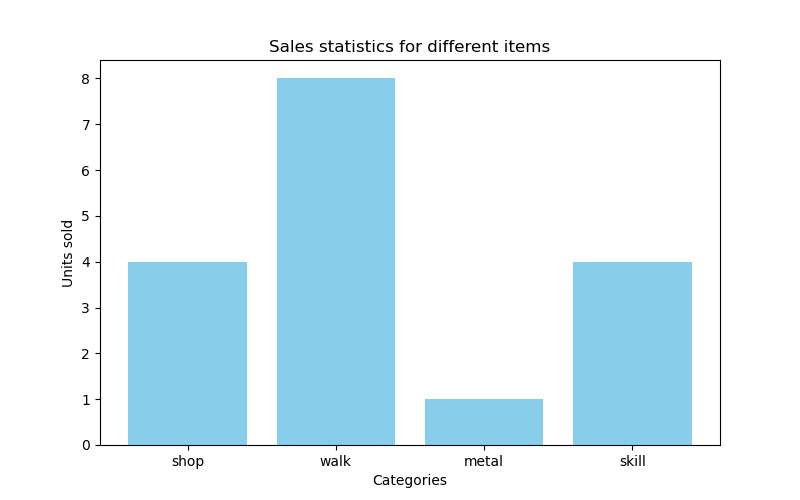 Sales statistics for different items
Units sold
8
7
6
5
4
3
2
1
0
shop walk metal skill
Categories